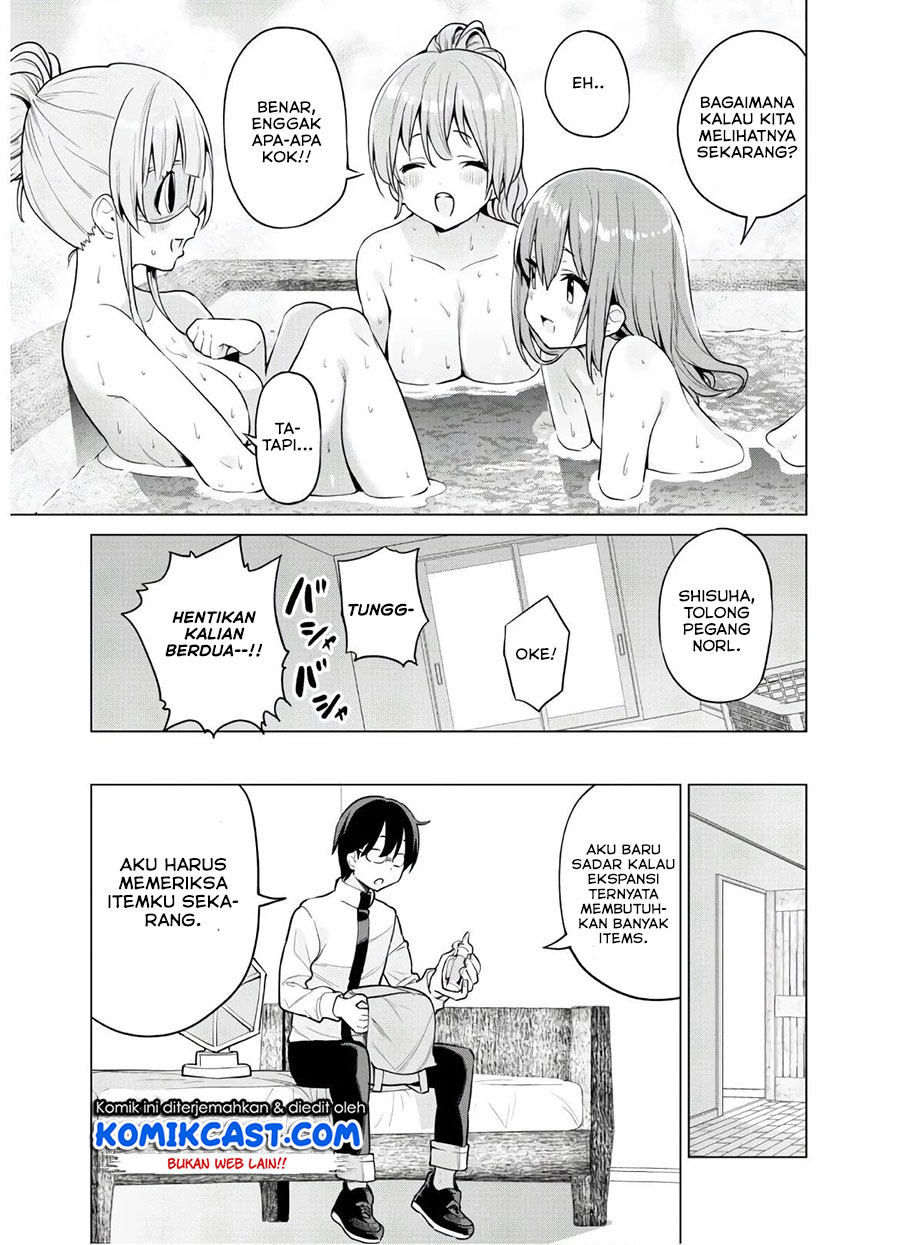 BAGAIMANA
KALAU KITA
MELIHATNYA
SEKARANG?
EH..
BENAR,
ENGGAK
APA-APA
KOK!!
TA-
TAPI...
SHISUHA,
TOLONG
PEGANG
NORL.
OKE!
TUNGG-
バシャ
バシャ
HENTIKAN
KALIAN
BERDUA--!!
AKU BARU
SADAR KALAU
EKSPANSI
TERNYATA
MEMBUTUH-
KAN BANYAK
ITEMS.
AKU HARUS
MEMERIKSA
ITEMKU SEKA-
RANG.
Komik ini diterjemahkan & diedit oleh
KOMIKCAST.COM
BUKAN WEB LAIN!!